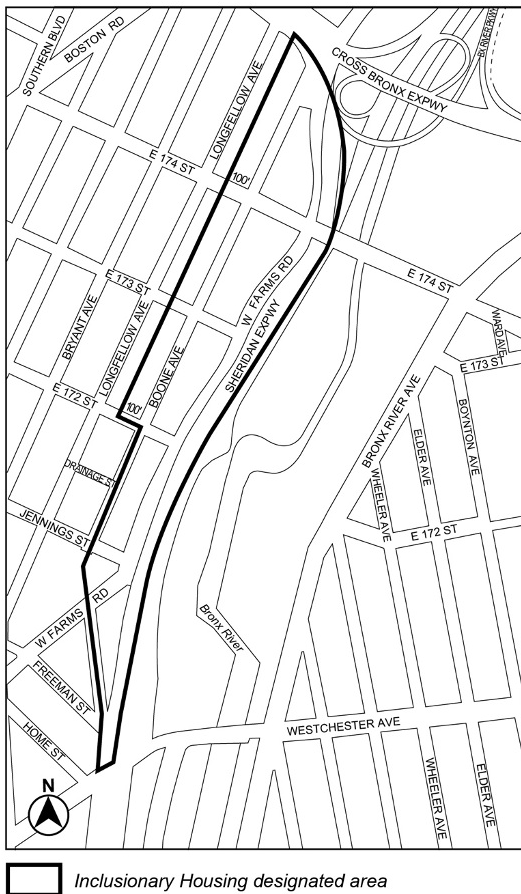 SOUTHERN BLVD
BOSTON RD
LONGFELLOW AVE
CROSS BRONX EXPWY
BX RIVER PKWY
E 174 ST
100'
E 173 ST
W FARMS RD
SHERIDAN EXPWY
E 174 ST
BRYANT AVE
LONGFELLOW AVE
BOONE AVE
WARD AVE
E 173 ST
E 172 ST
100'
BRONX RIVER AVE
BOYNTON AVE
ELDER AVE
WHEELER AVE
DRAINAGE ST
JENNINGS ST
E 172 ST
W FARMS RD
Bronx River
FREEMAN ST
HOME ST
WESTCHESTER AVE
WHEELER AVE
ELDER AVE
N
Inclusionary Housing designated area